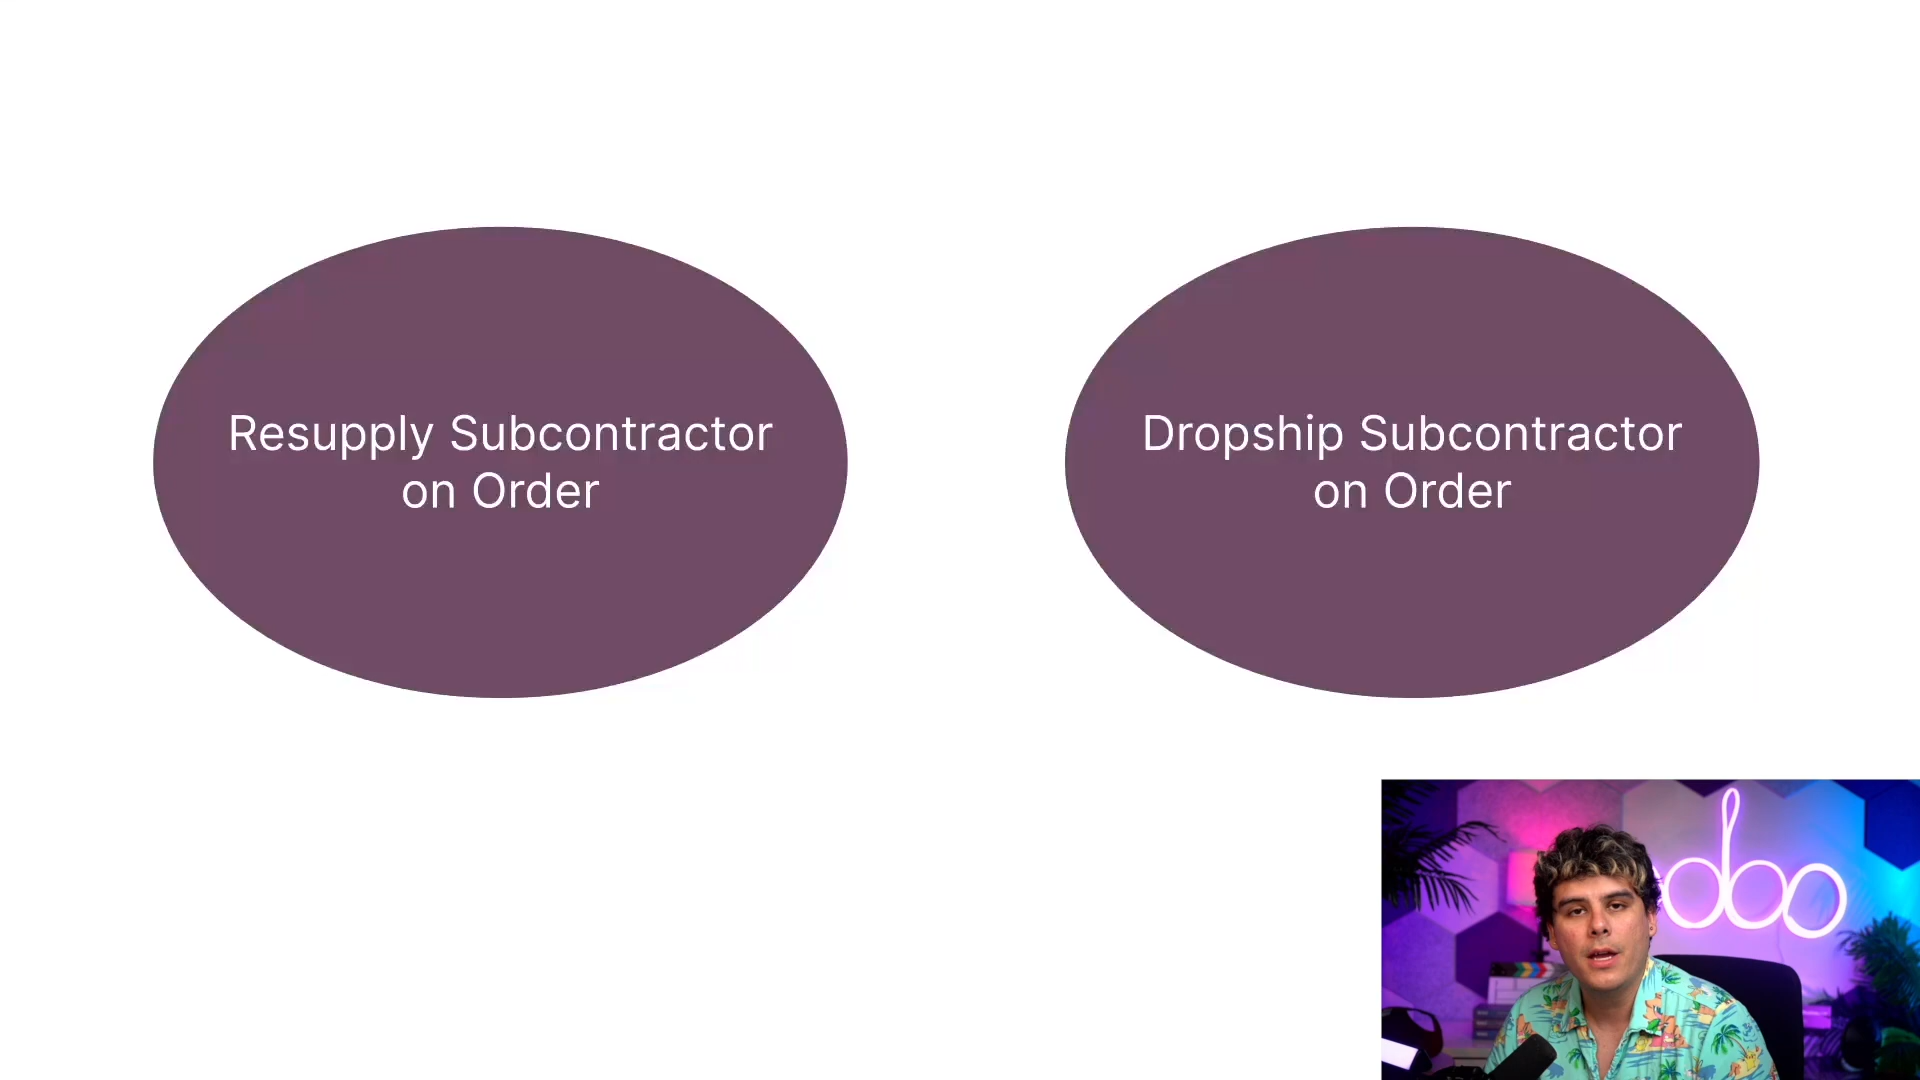 Resupply Subcontractor
on Order
Dropship Subcontractor
on Order
odoo